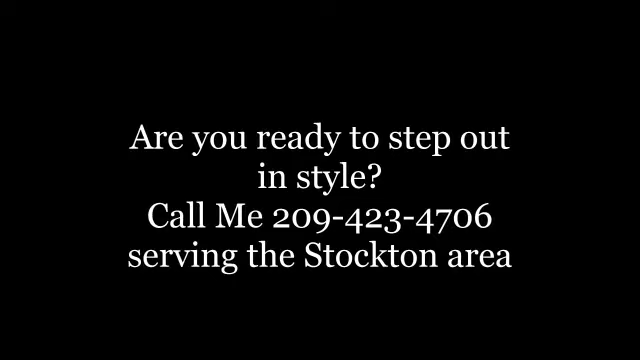 Are you ready to step out
in style?
Call Me 209-423-4706
serving the Stockton area